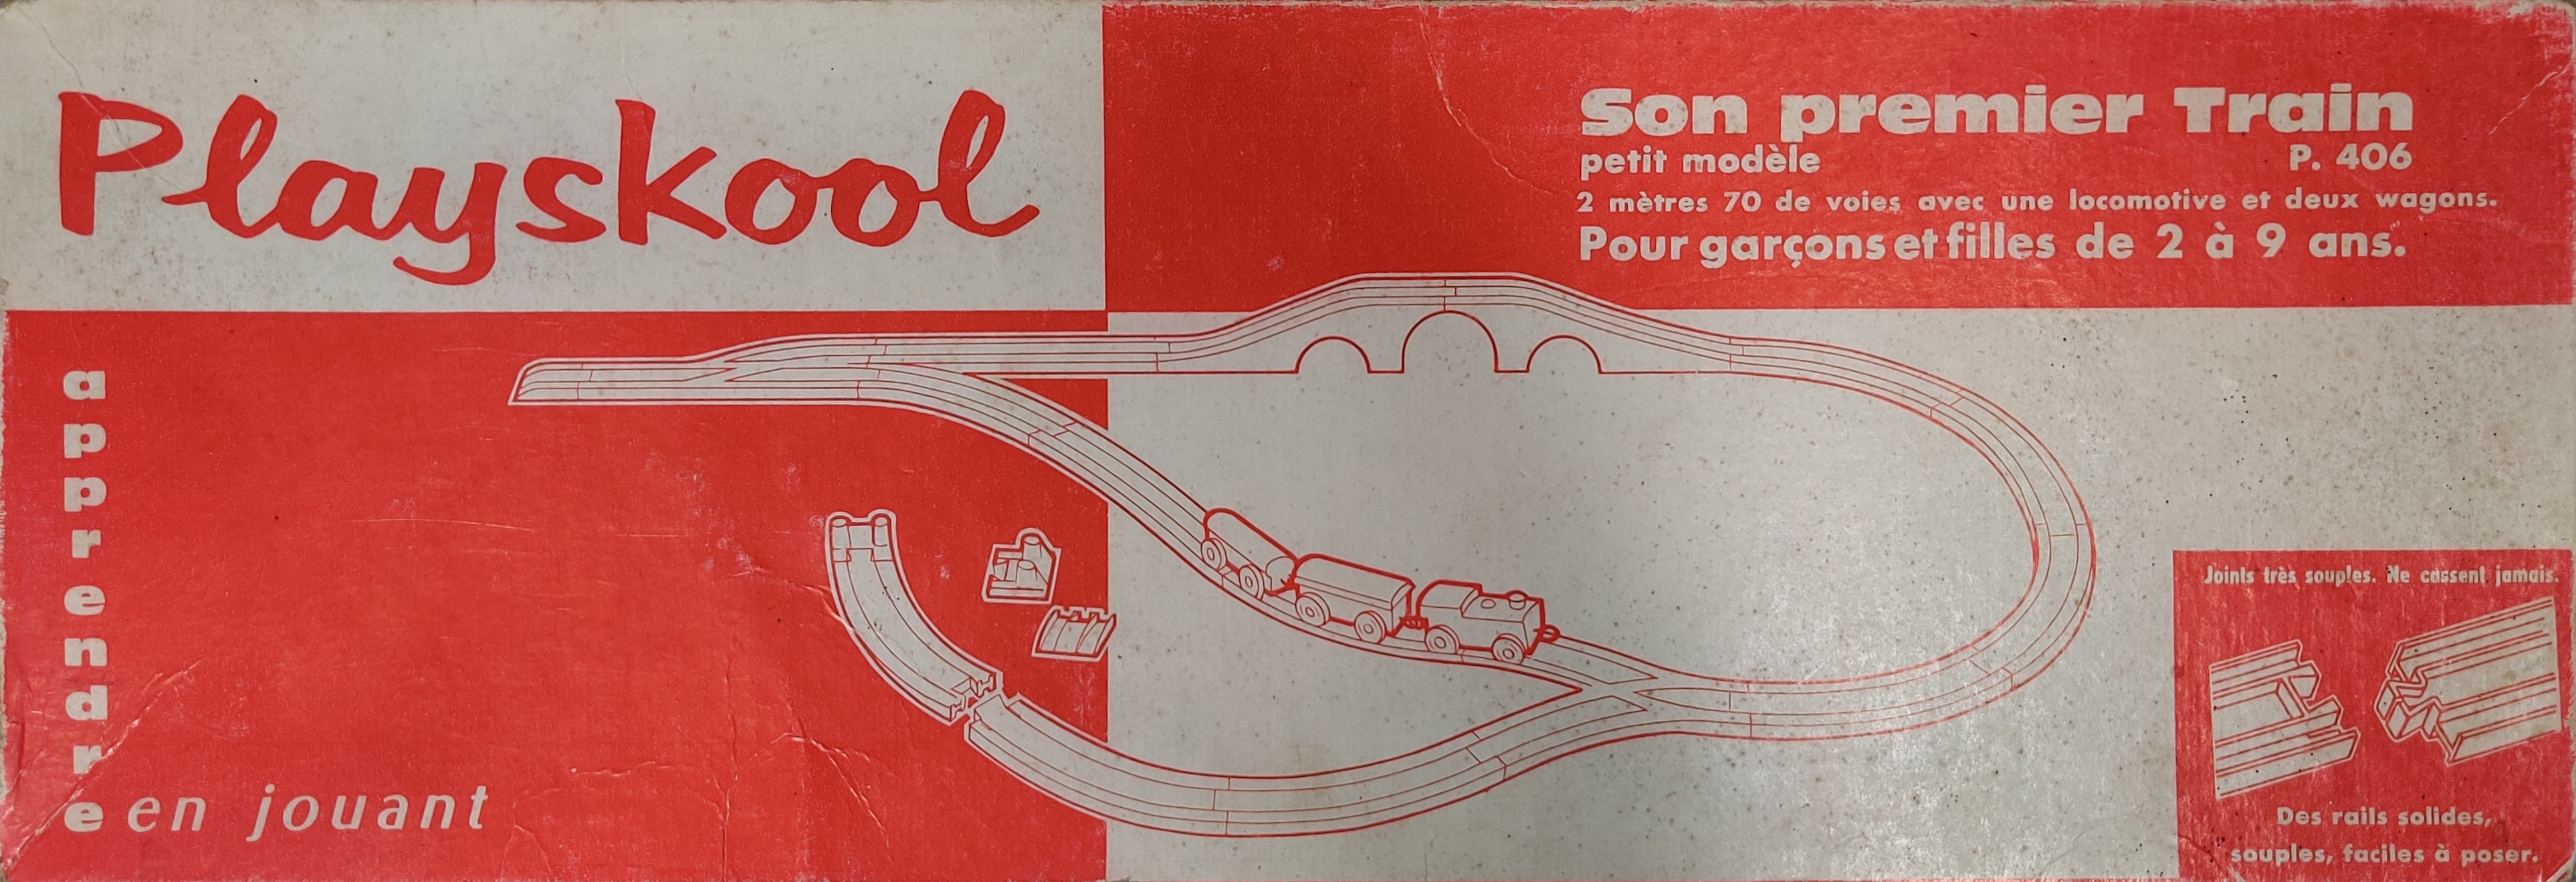 Playskool
Son premier Train
petit modèle P. 406
2 mètres 70 de voies avec une locomotive et deux wagons.
Pour garçons et filles de 2 à 9 ans.
apprendre
en jouant
Joints très souples. Ne cassent jamais.
Des rails solides,
souples, faciles à poser.